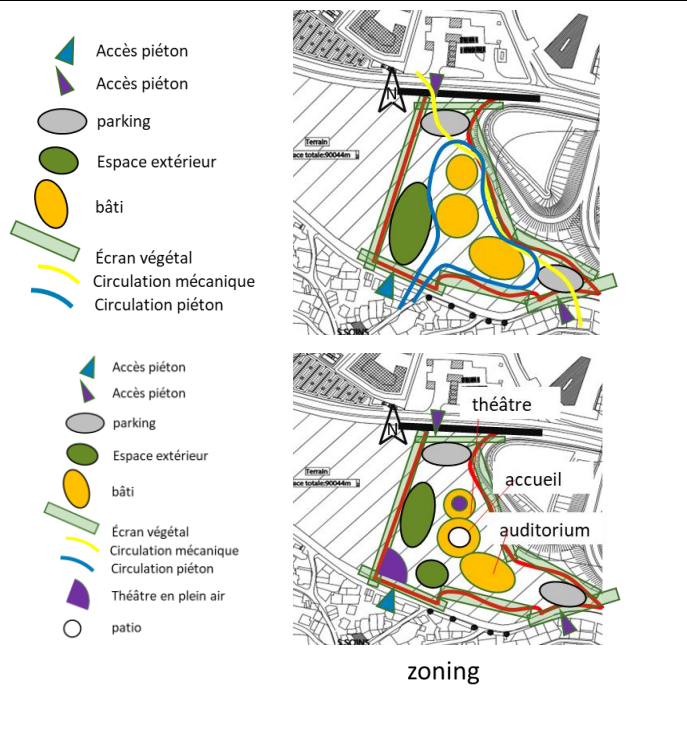 Accès piéton
Accès piéton
parking
Espace extérieur
bâti
Écran végétal
Circulation mécanique
Circulation piéton
N
Terrain
ace totale:90044m
S.SOINS
Accès piéton
Accès piéton
parking
Espace extérieur
bâti
Écran végétal
Circulation mécanique
Circulation piéton
Théâtre en plein air
patio
théâtre
N
accueil
Terrain
ace totale:90044m
auditorium
S.SOINS
zoning